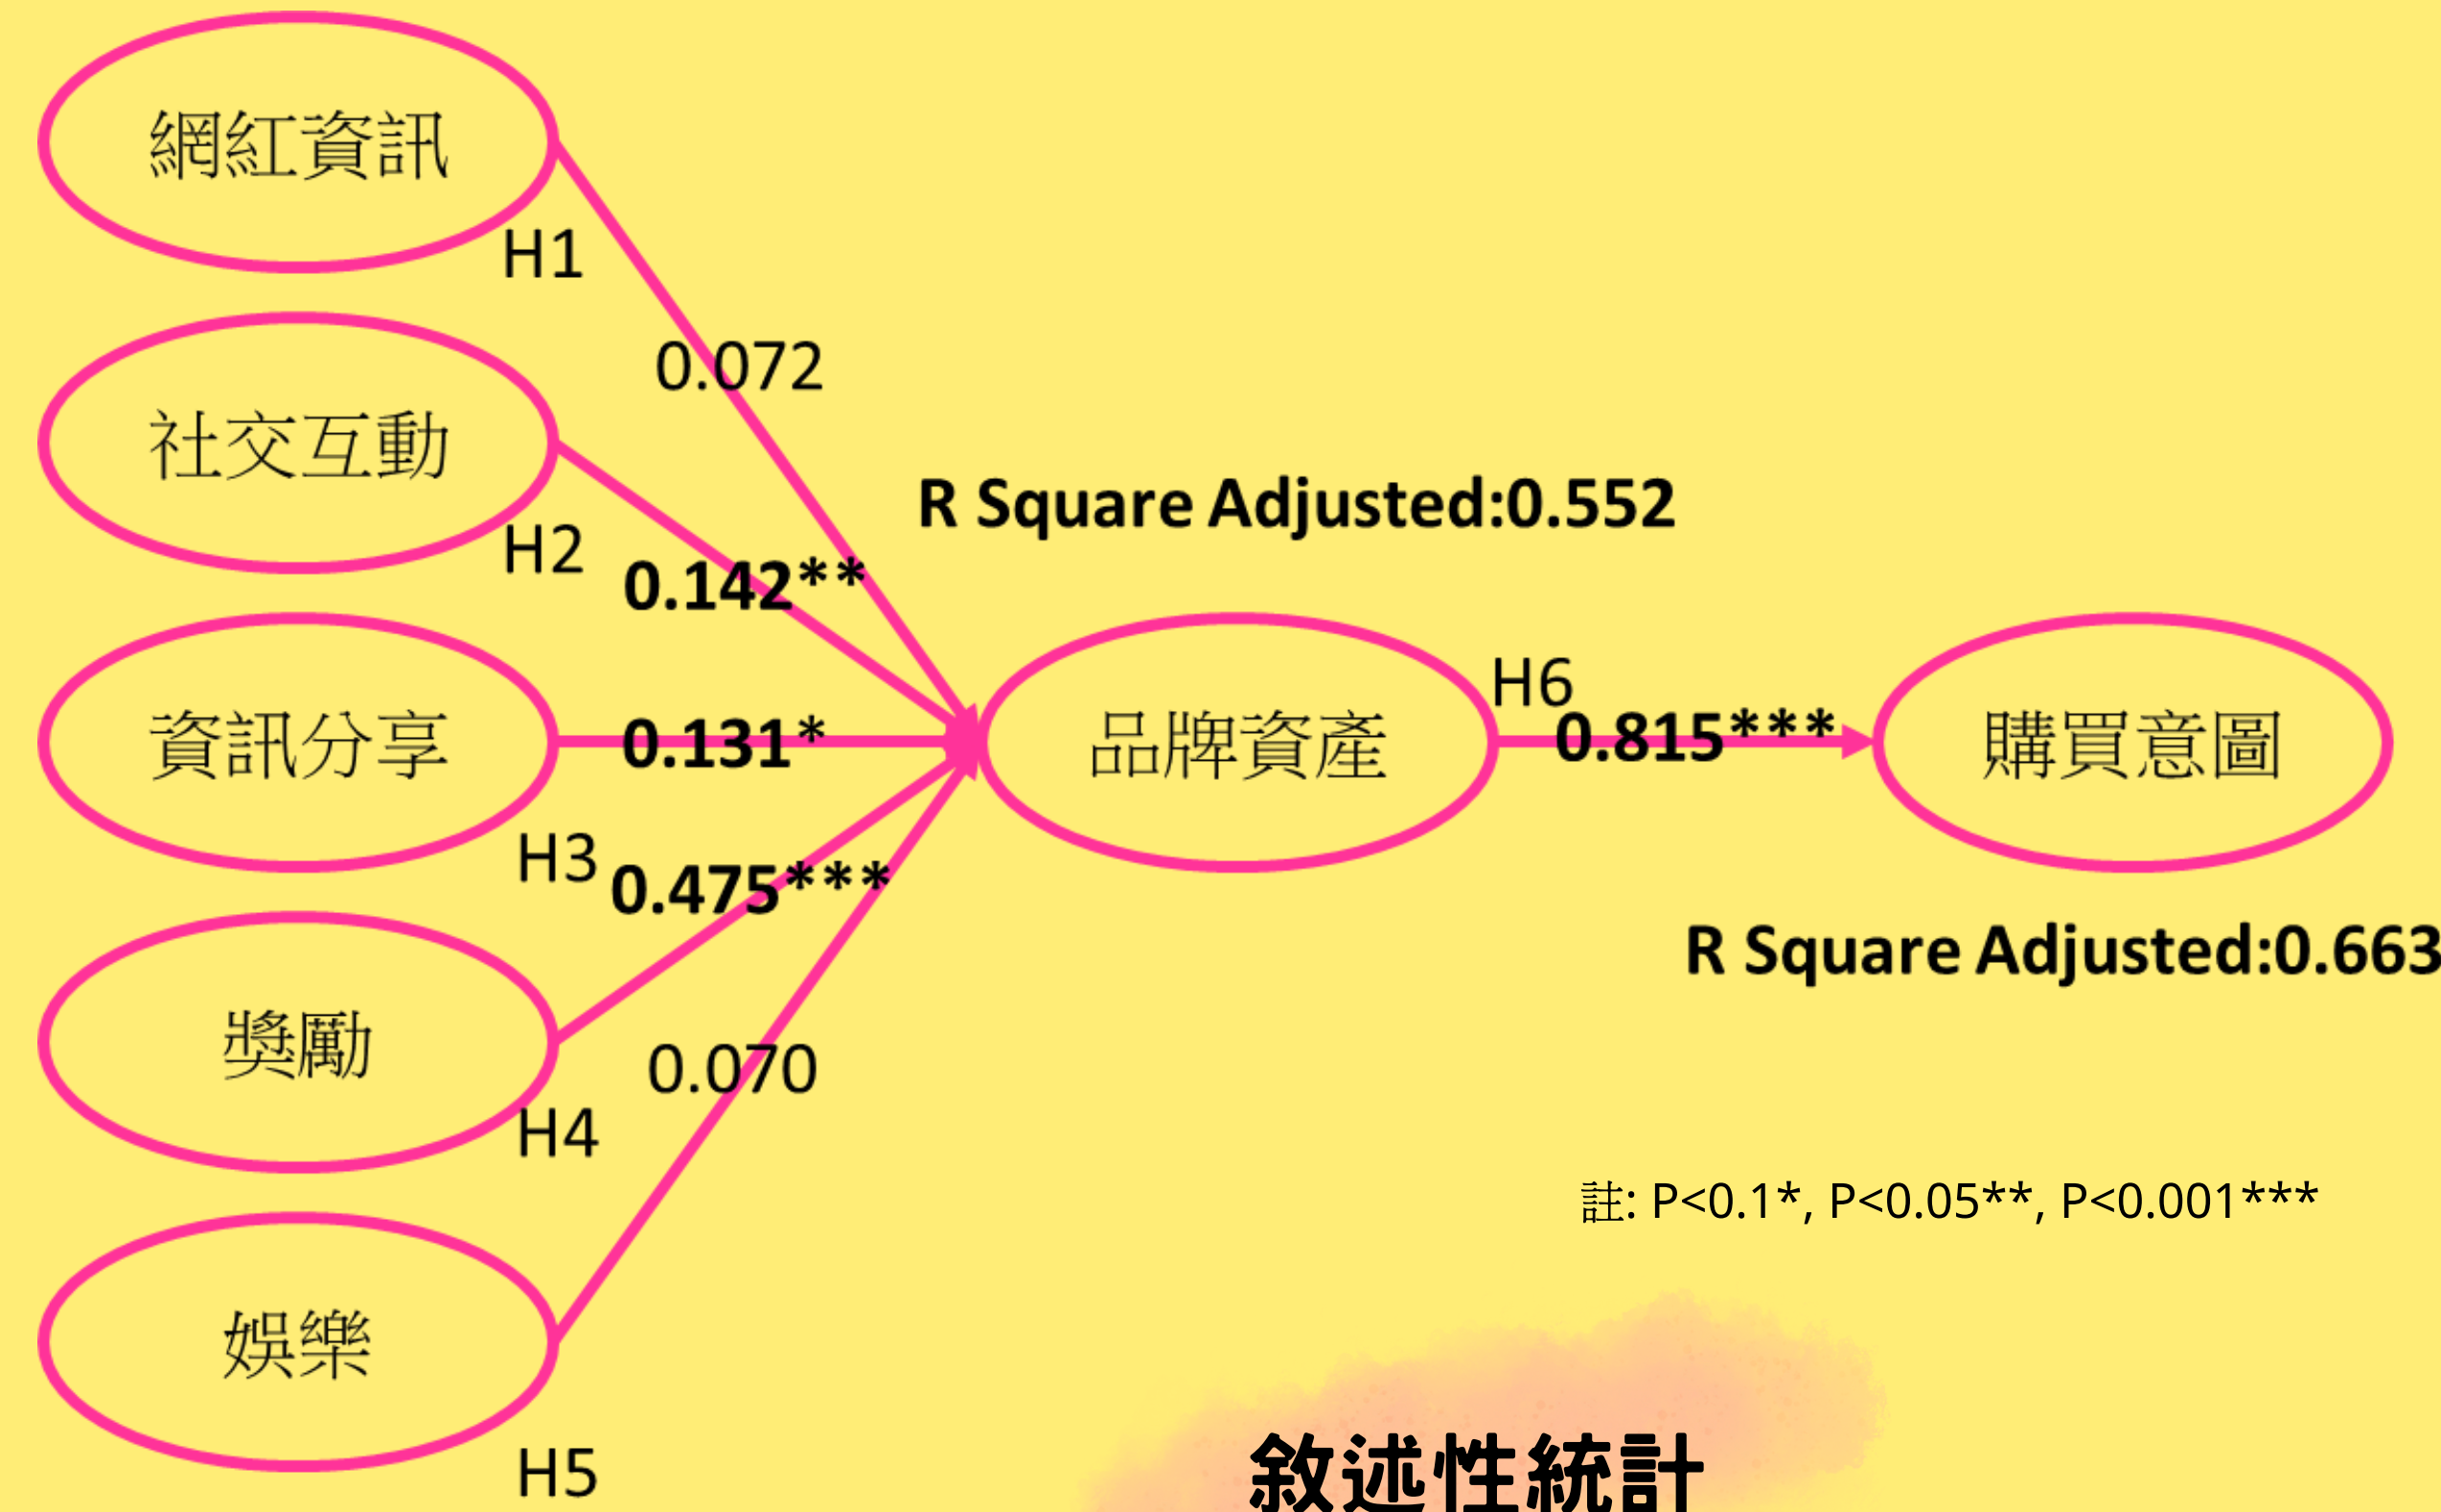 網紅資訊
H1
0.072
社交互動
R Square Adjusted:0.552
H2
0.142**
資訊分享
0.131*
品牌資產
H6
0.815***
購買意圖
H3
0.475***
R Square Adjusted:0.663
獎勵
0.070
H4
註: P<0.1*, P<0.05**, P<0.001***
娛樂
H5
敘述性統計